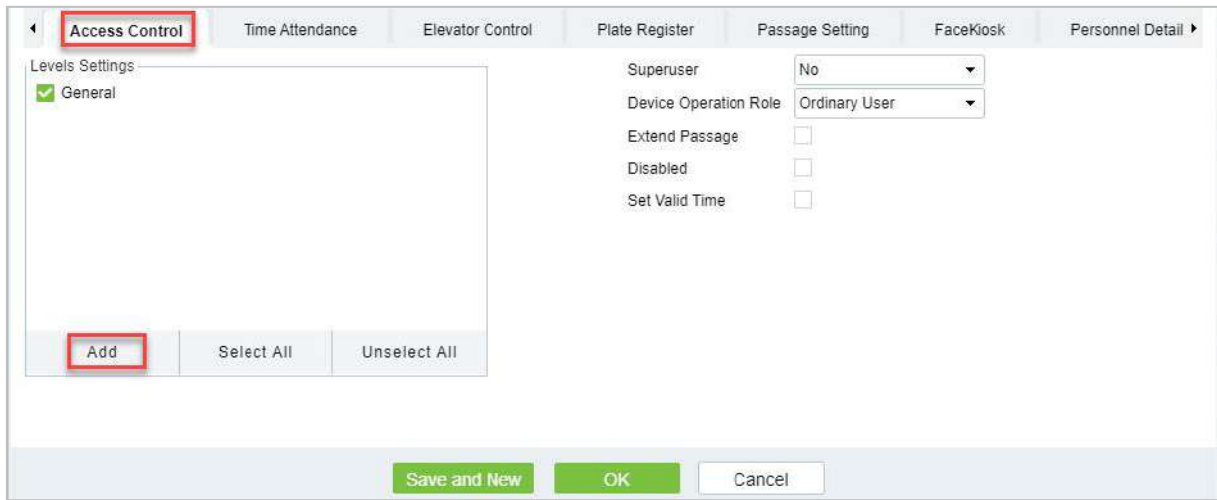 Access Control Time Attendance Elevator Control Plate Register Passage Setting FaceKiosk Personnel Detail
Levels Settings
General
Add Select All Unselect All
Superuser No
Device Operation Role Ordinary User
Extend Passage
Disabled
Set Valid Time
Save and New OK Cancel